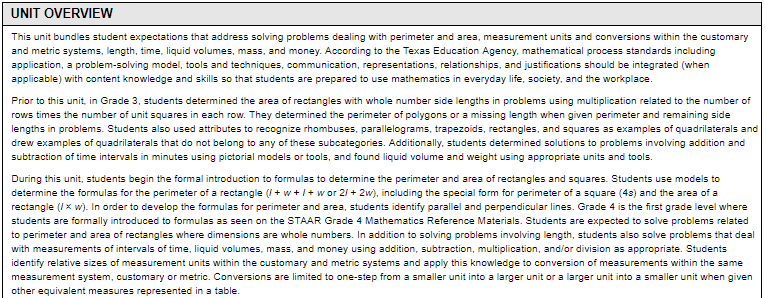 UNIT OVERVIEW
This unit bundles student expectations that address solving problems dealing with perimeter and area, measurement units and conversions within the customary
and metric systems, length, time, liquid volumes, mass, and money. According to the Texas Education Agency, mathematical process standards including
application, a problem-solving model, tools and techniques, communication, representations, relationships, and justifications should be integrated (when
applicable) with content knowledge and skills so that students are prepared to use mathematics in everyday life, society, and the workplace.
Prior to this unit, in Grade 3, students determined the area of rectangles with whole number side lengths in problems using multiplication related to the number of
rows times the number of unit squares in each row. They determined the perimeter of polygons or a missing length when given perimeter and remaining side
lengths in problems. Students also used attributes to recognize rhombuses, parallelograms, trapezoids, rectangles, and squares as examples of quadrilaterals and
drew examples of quadrilaterals that do not belong to any of these subcategories. Additionally, students determined solutions to problems involving addition and
subtraction of time intervals in minutes using pictorial models or tools, and found liquid volume and weight using appropriate units and tools.
During this unit, students begin the formal introduction to formulas to determine the perimeter and area of rectangles and squares. Students use models to
determine the formulas for the perimeter of a rectangle (l + w + l + w or 2l + 2w), including the special form for perimeter of a square (4s) and the area of a
rectangle (l × w). In order to develop the formulas for perimeter and area, students identify parallel and perpendicular lines. Grade 4 is the first grade level where
students are formally introduced to formulas as seen on the STAAR Grade 4 Mathematics Reference Materials. Students are expected to solve problems related
to perimeter and area of rectangles where dimensions are whole numbers. In addition to solving problems involving length, students also solve problems that deal
with measurements of intervals of time, liquid volumes, mass, and money using addition, subtraction, multiplication, and/or division as appropriate. Students
identify relative sizes of measurement units within the customary and metric systems and apply this knowledge to conversion of measurements within the same
measurement system, customary or metric. Conversions are limited to one-step from a smaller unit into a larger unit or a larger unit into a smaller unit when given
other equivalent measures represented in a table.